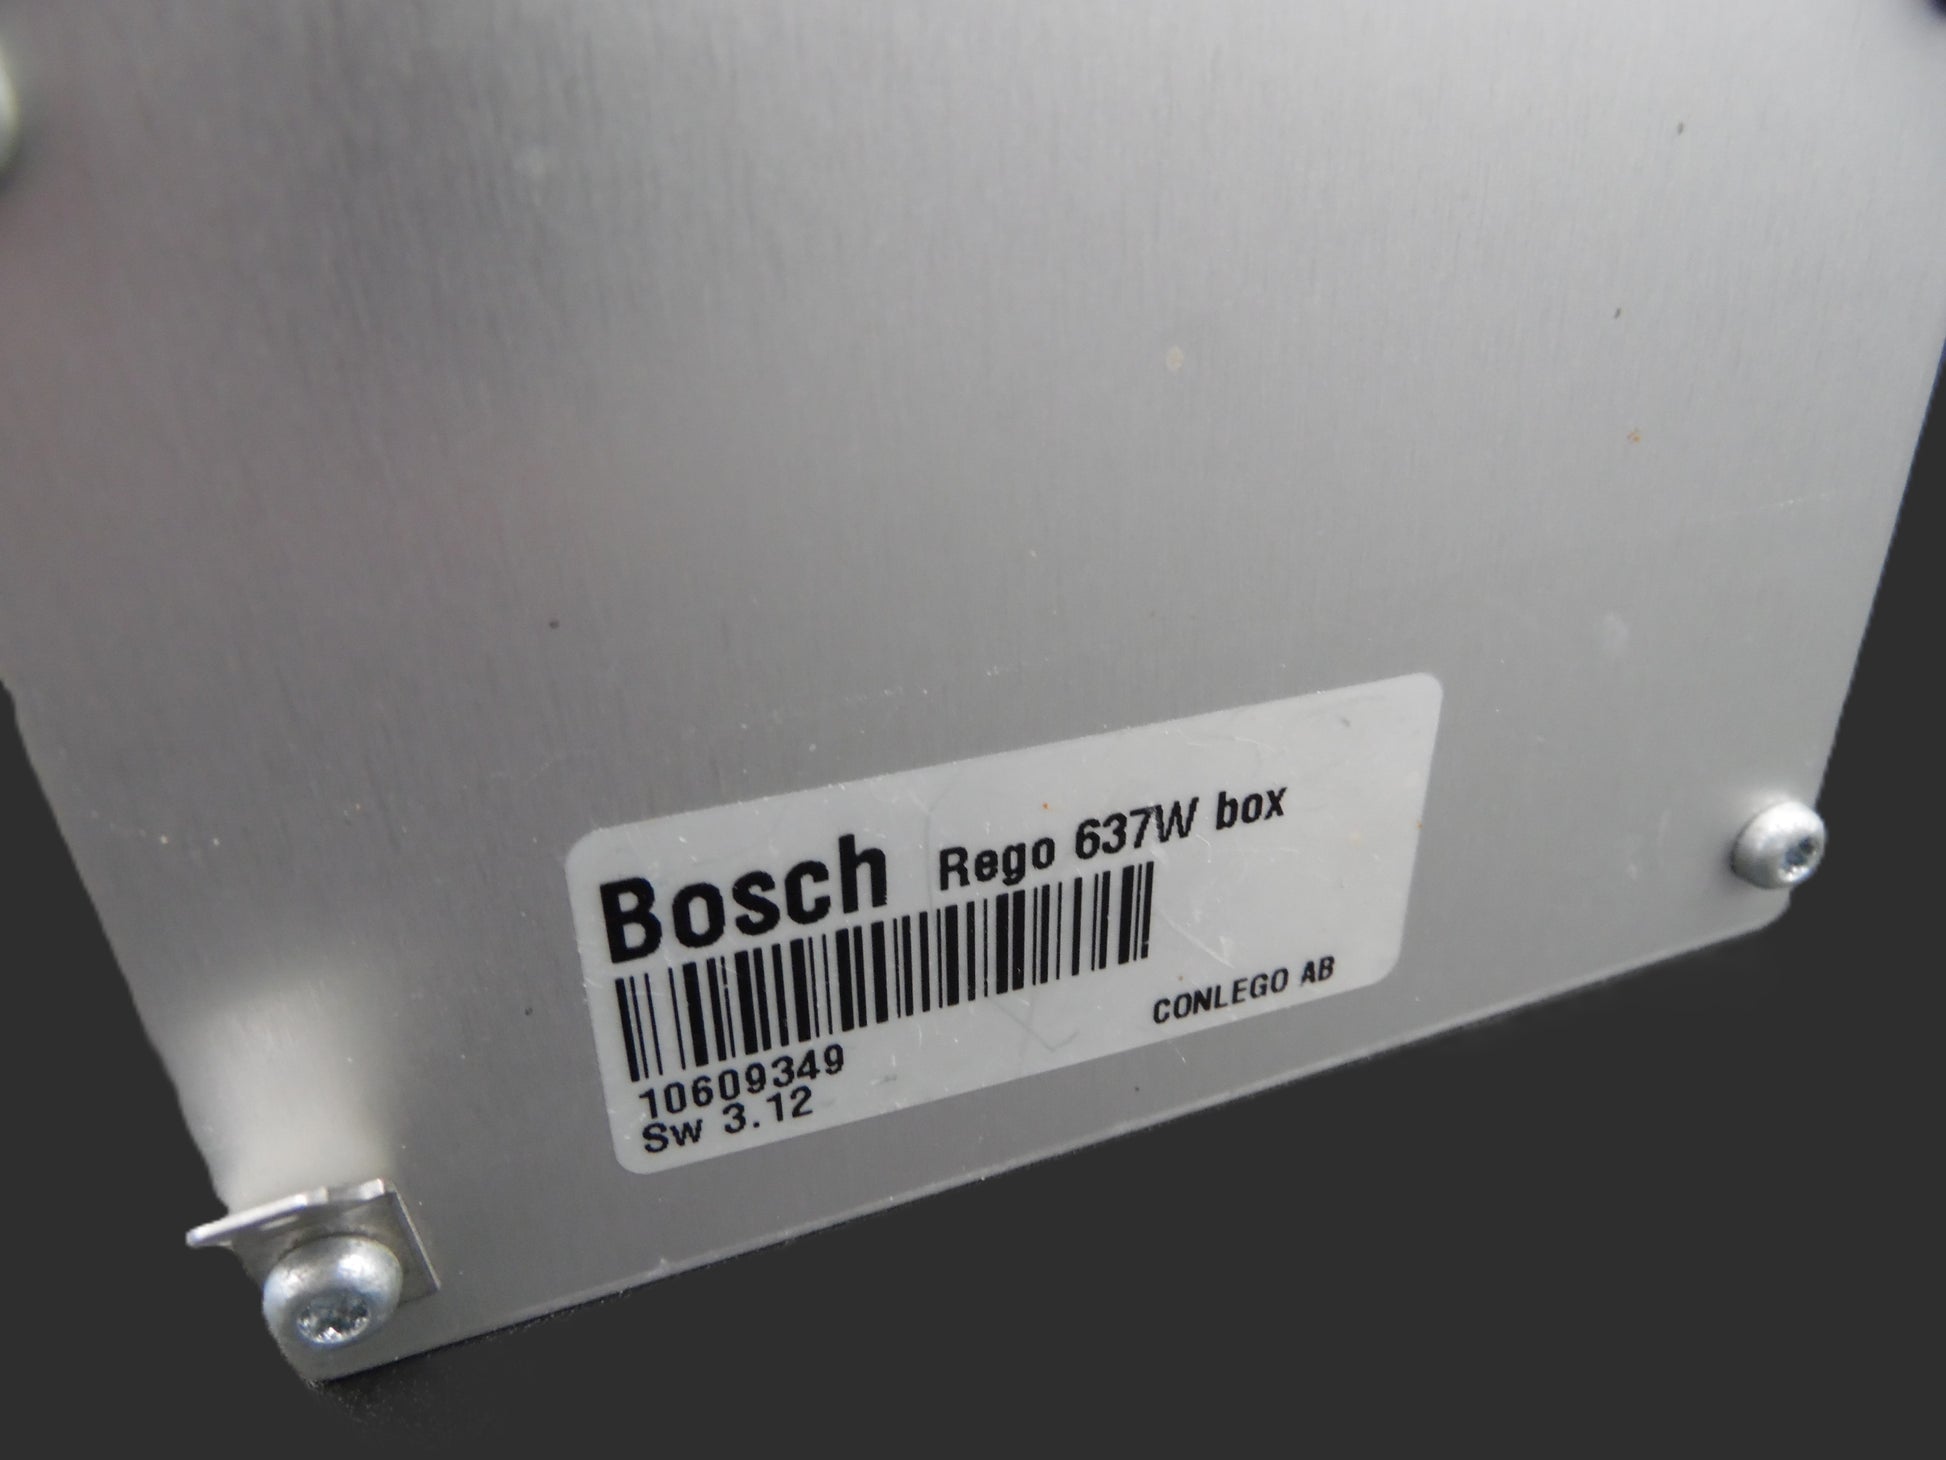 Bosch Rego 637W box
10609349
CONLEGO AB
Sw 3.12